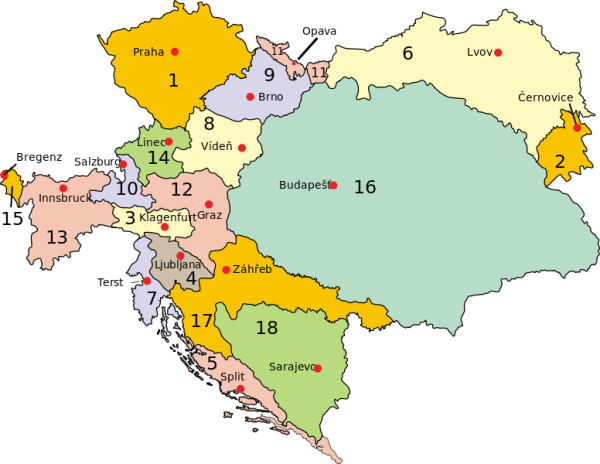 Opava
11
Praha
6
Lvov
1
9
11
Brno
Černovice
8
Linec
Vídeň
14
Bregenz
Salzburg
2
Budapešť
16
10
12
Innsbruck
15
3
Klagenfurt
Graz
13
Ljubljana
Záhřeb
4
Terst
7
17
18
5
Sarajevo
Split